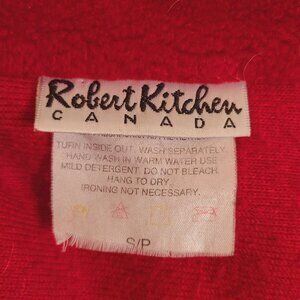 Robert Kitchen
CANADA
TURN INSIDE OUT. WASH SEPARATELY.
HAND WASH IN WARM WATER USE
MILD DETERGENT. DO NOT BLEACH.
HANG TO DRY.
IRONING NOT NECESSARY.
S/P